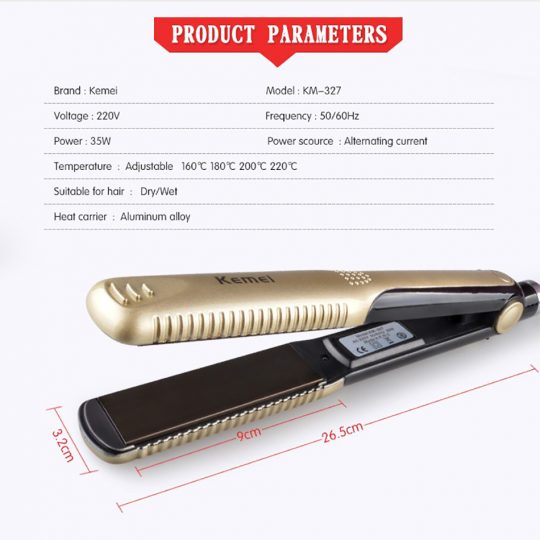 PRODUCT PARAMETERS
Brand : Kemei Model : KM-327
Voltage : 220V Frequency : 50/60Hz
Power : 35W Power scource : Alternating current
Temperature : Adjustable 160℃ 180℃ 200℃ 220℃
Suitable for hair : Dry/Wet
Heat carrier : Aluminum alloy
Kemei
3.2cm
9cm
26.5cm